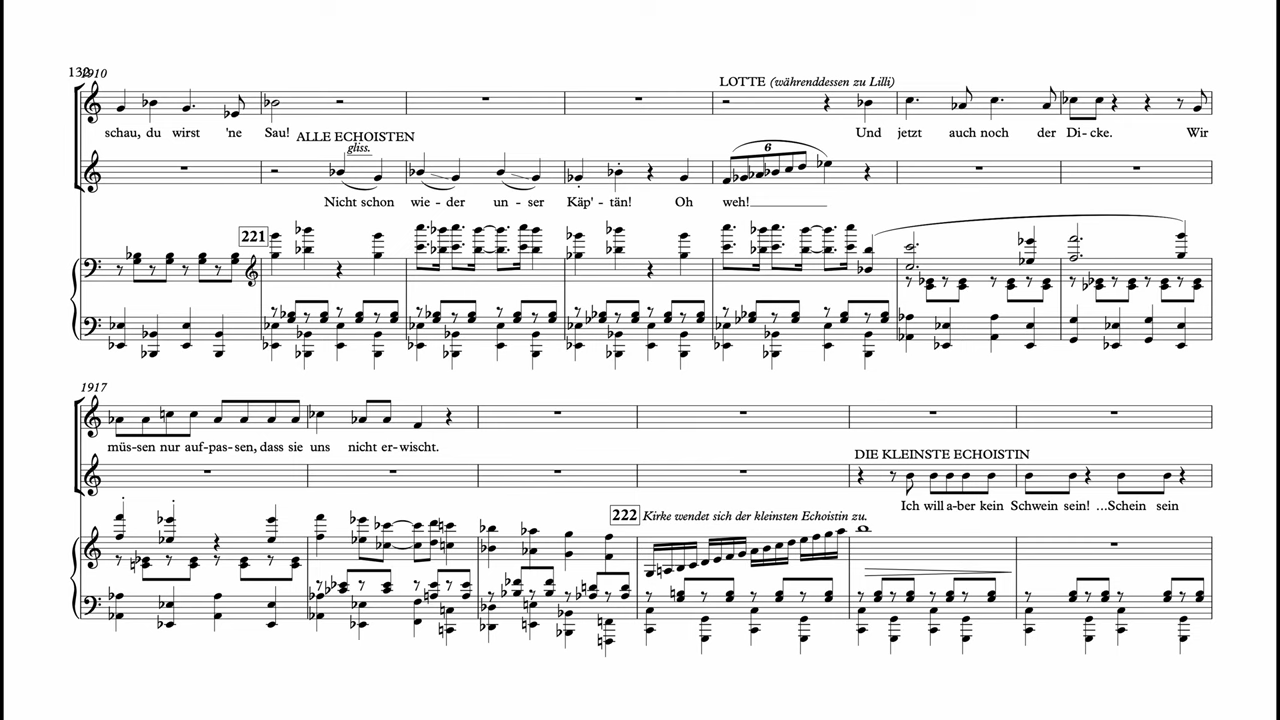 132
1910
LOTTE (währenddessen zu Lilli)
schau, du wirst 'ne Sau! Und jetzt auch noch der Di-cke. Wir
ALLE ECHOISTEN
gliss.
6
Nicht schon wie-der un-ser Käp'-tän! Oh weh!
221
1917
müs-sen nur auf-pas-sen, dass sie uns nicht er-wischt.
DIE KLEINSTE ECHOISTIN
Ich will a-ber kein Schwein sein! ...Schein sein
222 Kirke wendet sich der kleinsten Echoistin zu.